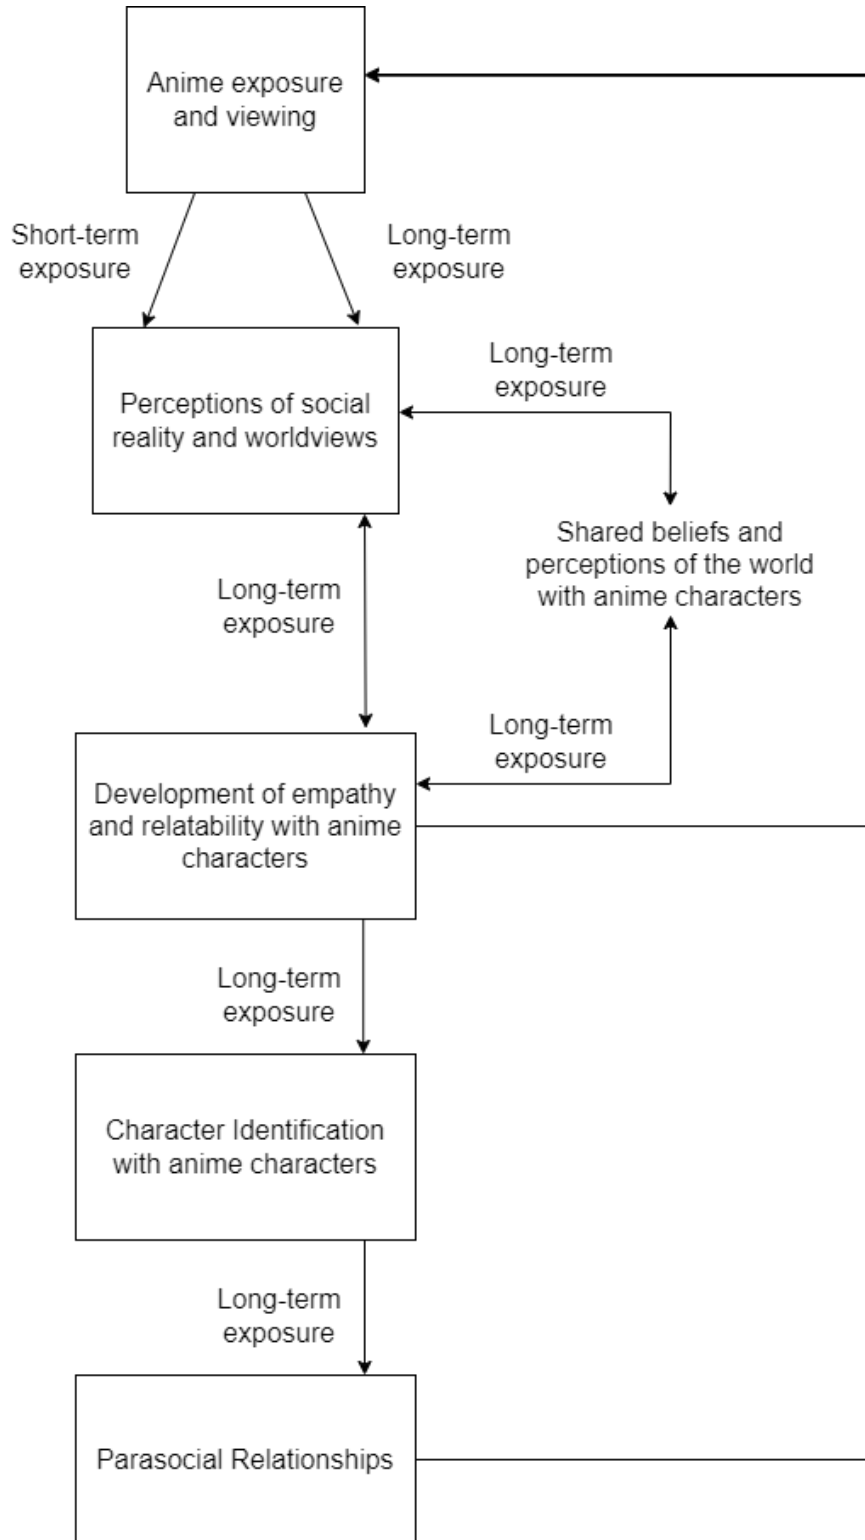 Anime exposure
and viewing
Short-term
exposure
Long-term
exposure
Perceptions of social
reality and worldviews
Long-term
exposure
Shared beliefs and
perceptions of the world
with anime characters
Long-term
exposure
Long-term
exposure
Development of empathy
and relatability with anime
characters
Long-term
exposure
Character Identification
with anime characters
Long-term
exposure
Parasocial Relationships